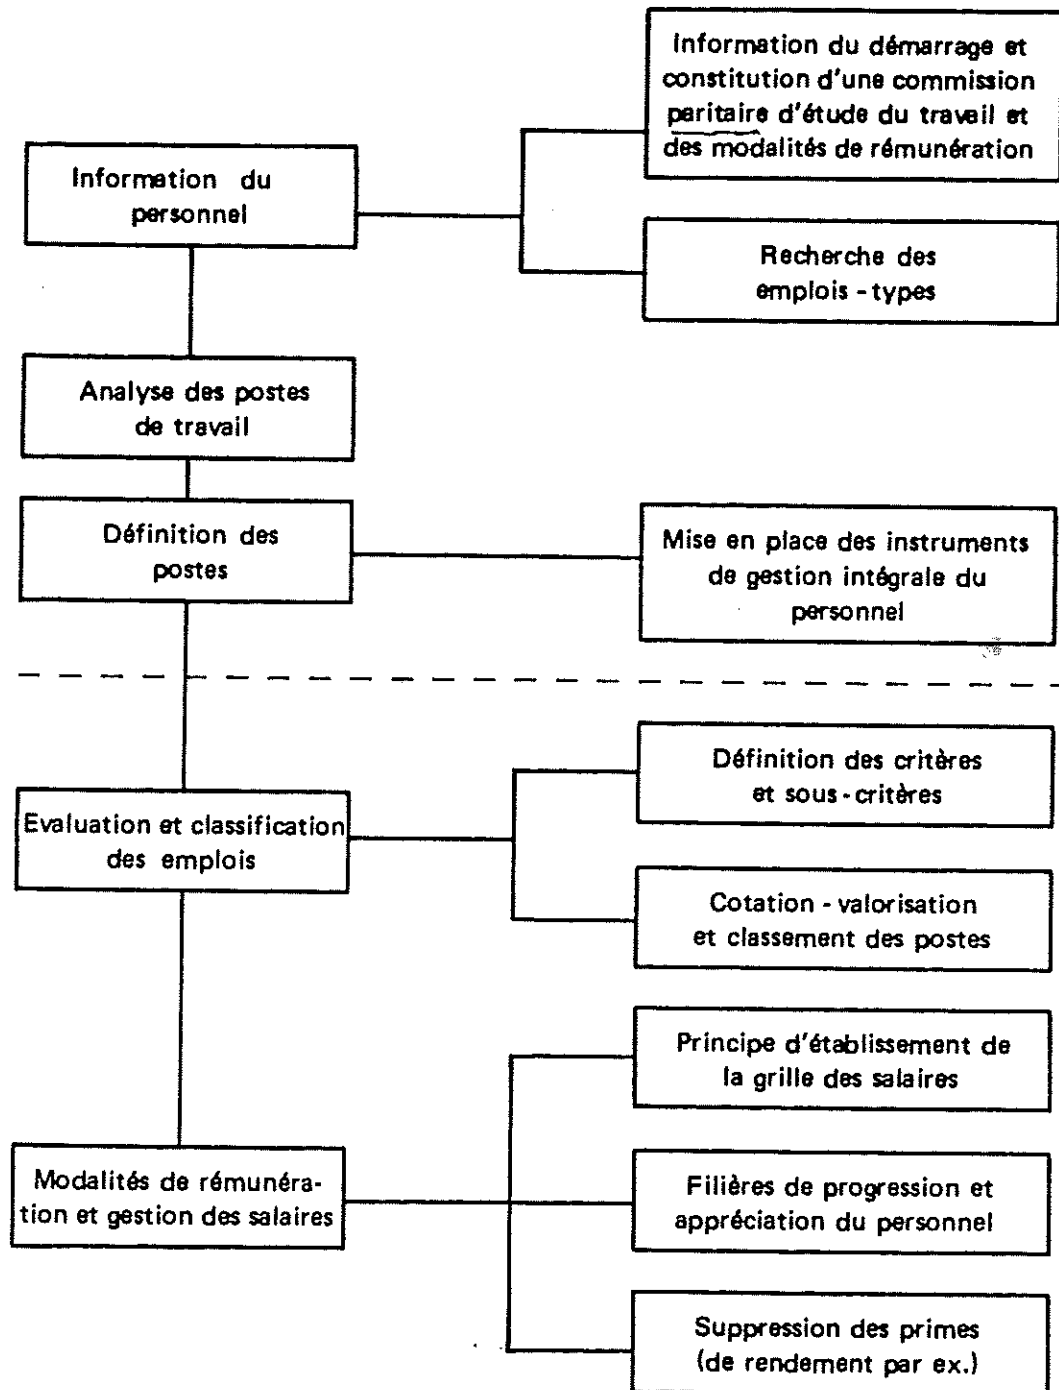 Information du démarrage et
constitution d'une commission
paritaire d'étude du travail et
des modalités de rémunération
Information du
personnel
Recherche des
emplois - types
Analyse des postes
de travail
Définition des
postes
Mise en place des instruments
de gestion intégrale du
personnel
Définition des critères
et sous - critères
Evaluation et classification
des emplois
Cotation - valorisation
et classement des postes
Principe d'établissement de
la grille des salaires
Modalités de rémunéra-
tion et gestion des salaires
Filières de progression et
appréciation du personnel
Suppression des primes
(de rendement par ex.)